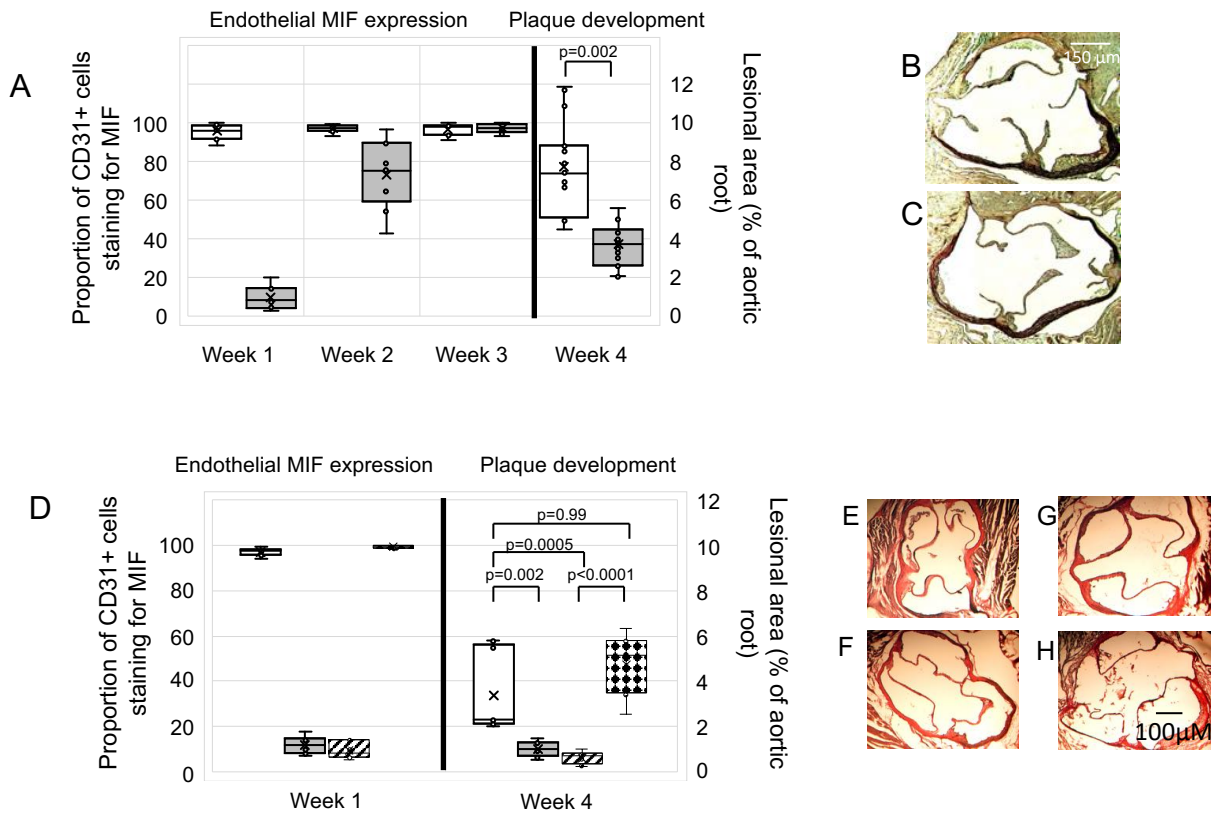 Endothelial MIF expression
Plaque development
A
Proportion of CD31+ cells
staining for MIF
100
80
60
40
20
0
p=0.002
12
10
8
6
4
2
0
Lesional area (% of aortic
root)
Week 1
Week 2
Week 3
Week 4
B
150 µm
C
Endothelial MIF expression
Plaque development
D
Proportion of CD31+ cells
staining for MIF
100
80
60
40
20
0
p=0.99
p=0.0005
p=0.002
p<0.0001
12
10
8
6
4
2
0
Lesional area (% of aortic
root)
Week 1
Week 4
E
G
F
H
100µM